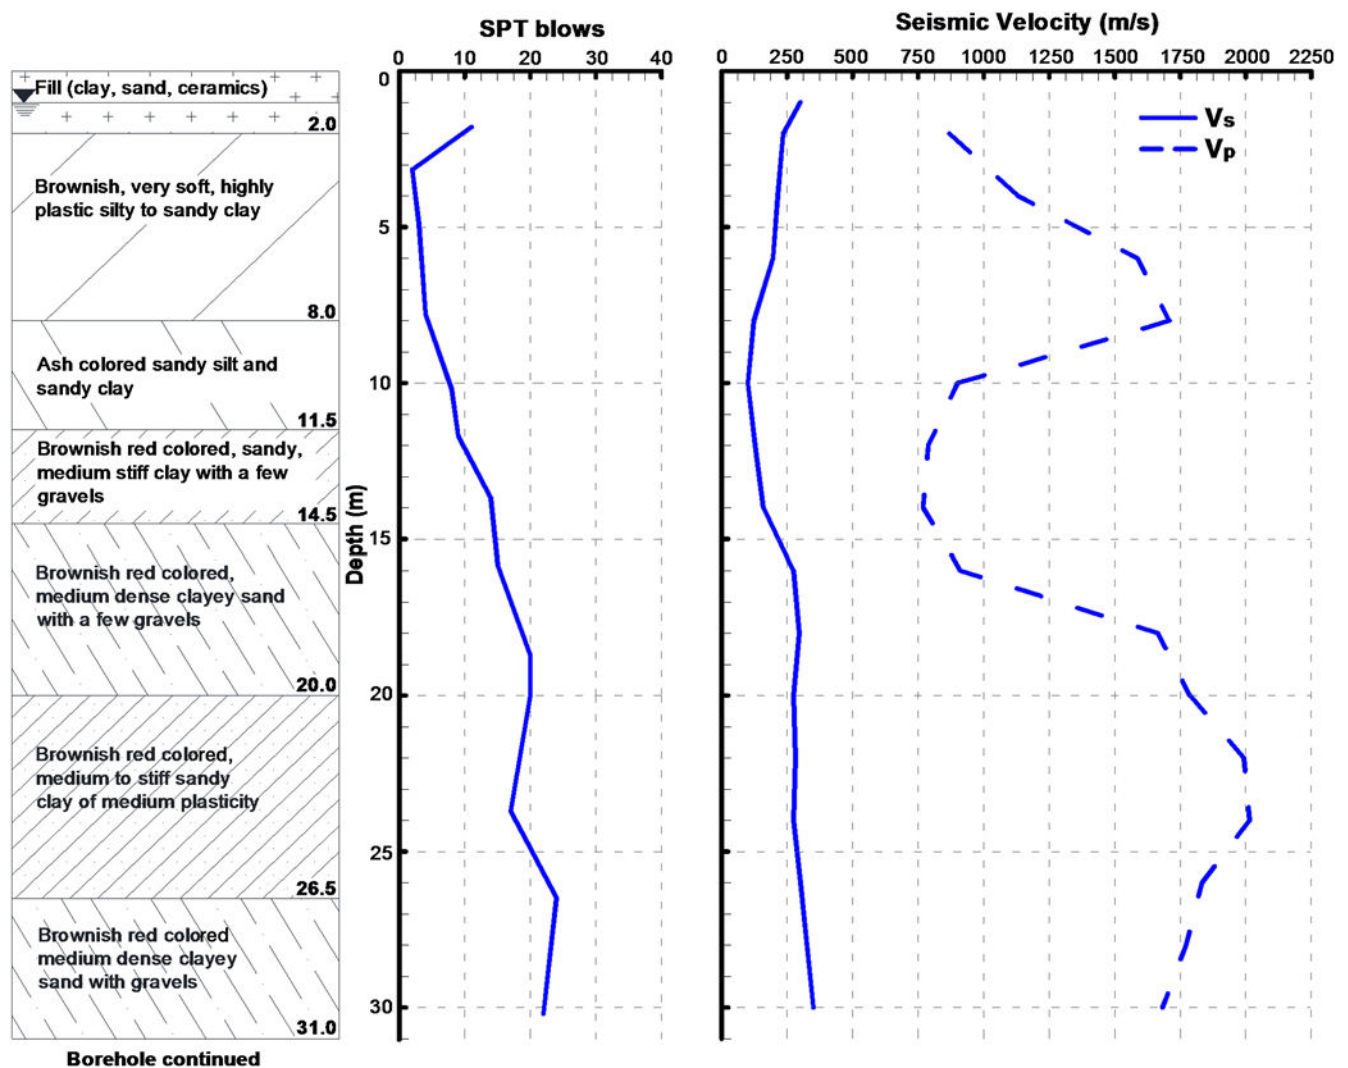 SPT blows
Seismic Velocity (m/s)
0 10 20 30 40
0 250 500 750 1000 1250 1500 1750 2000 2250
0
Fill (clay, sand, ceramics)
2.0
Vs
Vp
Brownish, very soft, highly
plastic silty to sandy clay
5
8.0
Ash colored sandy silt and
sandy clay
10
11.5
Brownish red colored, sandy,
medium stiff clay with a few
gravels
14.5
Depth (m)
15
Brownish red colored,
medium dense clayey sand
with a few gravels
20.0
20
Brownish red colored,
medium to stiff sandy
clay of medium plasticity
25
26.5
Brownish red colored
medium dense clayey
sand with gravels
30
31.0
Borehole continued